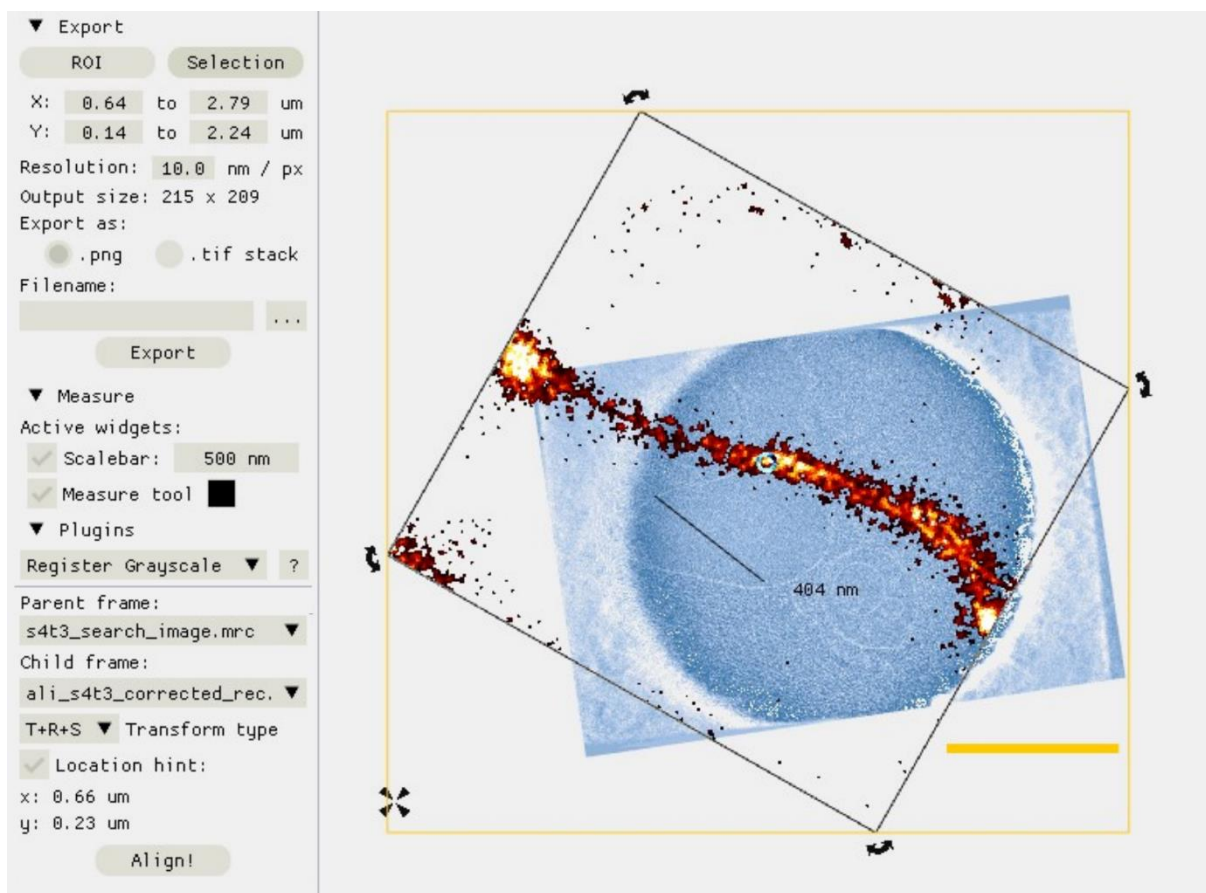 ▼ Export
ROI Selection
X: 0.64 to 2.79 um
Y: 0.14 to 2.24 um
Resolution: 10.0 nm / px
Output size: 215 x 209
Export as:
.png .tif stack
Filename:
...
Export
▼ Measure
Active widgets:
Scalebar: 500 nm
Measure tool
▼ Plugins
Register Grayscale ▼ ?
Parent frame:
s4t3_search_image.mrc ▼
Child frame:
ali_s4t3_corrected_rec. ▼
T+R+S ▼ Transform type
Location hint:
x: 0.66 um
y: 0.23 um
Align!
404 nm